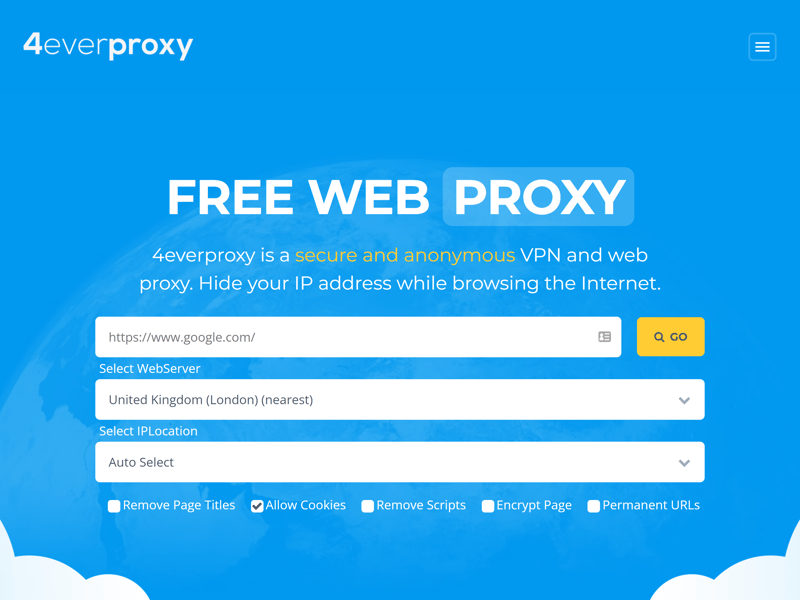 4everproxy
FREE WEB PROXY
4everproxy is a secure and anonymous VPN and web
proxy. Hide your IP address while browsing the Internet.
https://www.google.com/
GO
Select WebServer
United Kingdom (London) (nearest)
Select IPLocation
Auto Select
Remove Page Titles Allow Cookies Remove Scripts Encrypt Page Permanent URLs